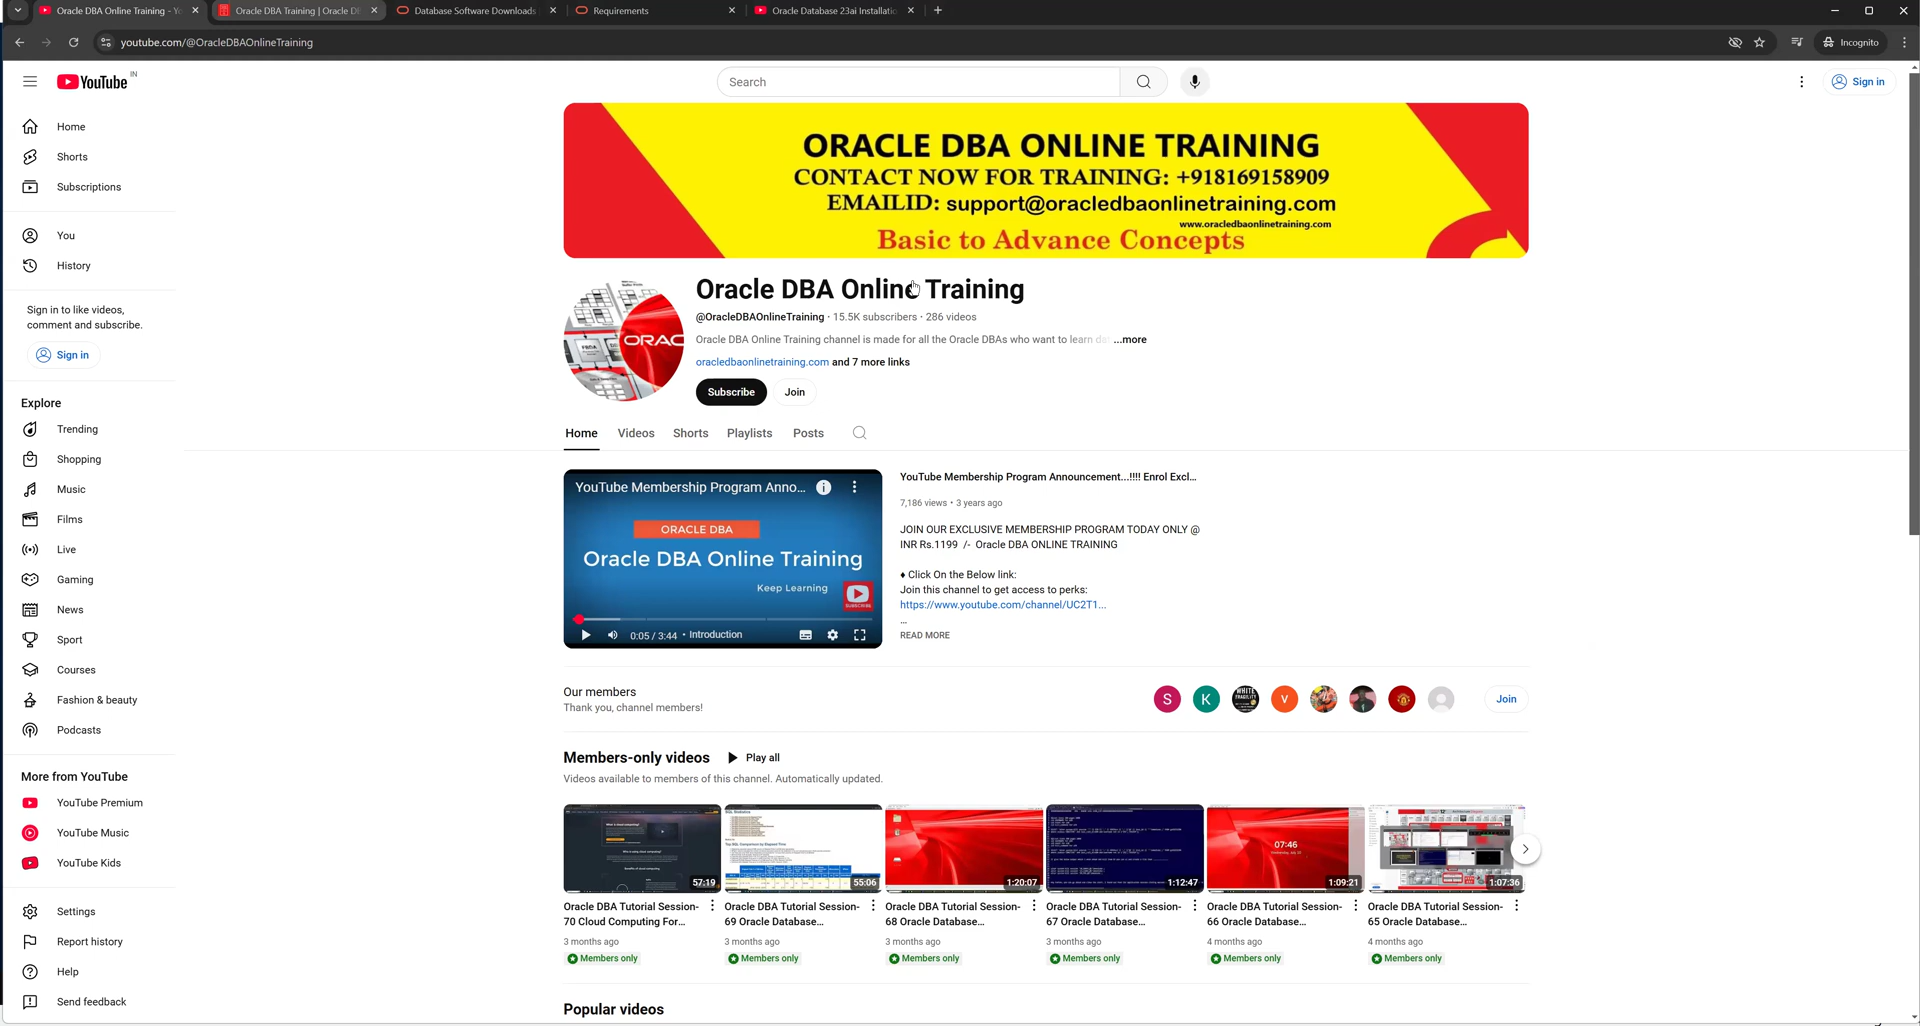 Oracle DBA Online Training - Y
Oracle DBA Training | Oracle D
Database Software Downloads
Requirements
Oracle Database 23ai Installatio
youtube.com/@OracleDBAOnlineTraining
Incognito
YouTube IN
Search
Sign in
Home
Shorts
Subscriptions
You
History
Sign in to like videos,
comment and subscribe.
Sign in
Explore
Trending
Shopping
Music
Films
Live
Gaming
News
Sport
Courses
Fashion & beauty
Podcasts
More from YouTube
YouTube Premium
YouTube Music
YouTube Kids
Settings
Report history
Help
Send feedback
ORACLE DBA ONLINE TRAINING
CONTACT NOW FOR TRAINING: +918169158909
EMAILID: support@oracledbaonlinetraining.com
www.oracledbaonlinetraining.com
Basic to Advance Concepts
ORAC
Oracle DBA Online Training
@OracleDBAOnlineTraining · 15.5K subscribers · 286 videos
Oracle DBA Online Training channel is made for all the Oracle DBAs who want to learn da ...more
oracledbaonlinetraining.com and 7 more links
Subscribe
Join
Home
Videos
Shorts
Playlists
Posts
YouTube Membership Program Anno...
ORACLE DBA
Oracle DBA Online Training
Keep Learning
SUBSCRIBE
0:05 / 3:44 • Introduction
YouTube Membership Program Announcement...!!!! Enrol Excl...
7,186 views • 3 years ago
JOIN OUR EXCLUSIVE MEMBERSHIP PROGRAM TODAY ONLY @
INR Rs.1199 /- Oracle DBA ONLINE TRAINING
♦ Click On the Below link:
Join this channel to get access to perks:
https://www.youtube.com/channel/UC2T1...
...
READ MORE
Our members
Thank you, channel members!
S
K
WHITE
FRAGILITY
V
Join
Members-only videos
Play all
Videos available to members of this channel. Automatically updated.
57:19
55:06
1:20:07
1:12:47
07:46
1:09:21
1:07:36
Oracle DBA Tutorial Session-
70 Cloud Computing For...
3 months ago
Members only
Oracle DBA Tutorial Session-
69 Oracle Database...
3 months ago
Members only
Oracle DBA Tutorial Session-
68 Oracle Database...
3 months ago
Members only
Oracle DBA Tutorial Session-
67 Oracle Database...
3 months ago
Members only
Oracle DBA Tutorial Session-
66 Oracle Database...
4 months ago
Members only
Oracle DBA Tutorial Session-
65 Oracle Database...
4 months ago
Members only
Popular videos